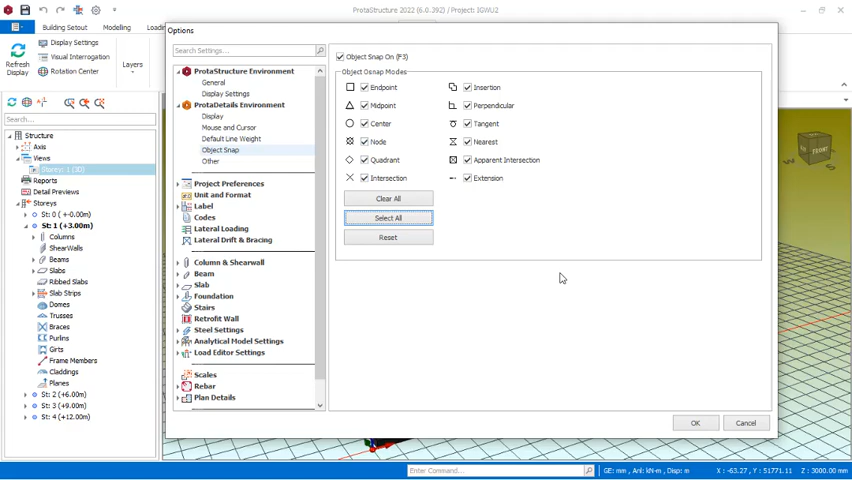 ProtaStructure 2022 (6.0.392) / Project: IGWU2
Building Setout
Modeling
Loadin
Display Settings
Visual Interrogation
Rotation Center
Refresh
Display
Layers
Search...
Structure
Axis
Views
Storey: 1 (3D)
Reports
Detail Previews
Storeys
St: 0 ( +-0.00m)
St: 1 (+3.00m)
Columns
ShearWalls
Beams
Slabs
Ribbed Slabs
Slab Strips
Domes
Trusses
Braces
Purlin
Girts
Frame Members
Claddings
Planes
St: 2 (+6.00m)
St: 3 (+9.00m)
St: 4 (+12.00m)
Options
Search Settings...
ProtaStructure Environment
General
Display Settings
ProtaDetails Environment
Display
Mouse and Cursor
Default Line Weight
Object Snap
Other
Project Preferences
Unit and Format
Label
Codes
Lateral Loading
Lateral Drift & Bracing
Column & Shearwall
Beam
Slab
Foundation
Stairs
Retrofit Wall
Steel Settings
Analytical Model Settings
Load Editor Settings
Scales
Rebar
Plan Details
Object Snap On (F3)
Object Osnap Modes
Endpoint
Midpoint
Center
Node
Quadrant
Intersection
Insertion
Perpendicular
Tangent
Nearest
Apparent Intersection
Extension
Clear All
Select All
Reset
OK
Cancel
FRONT
Enter Command...
GE: mm , Anl: kN-m , Disp: m
X : -63.27, Y : 51771.11
Z : 3000.00 mm